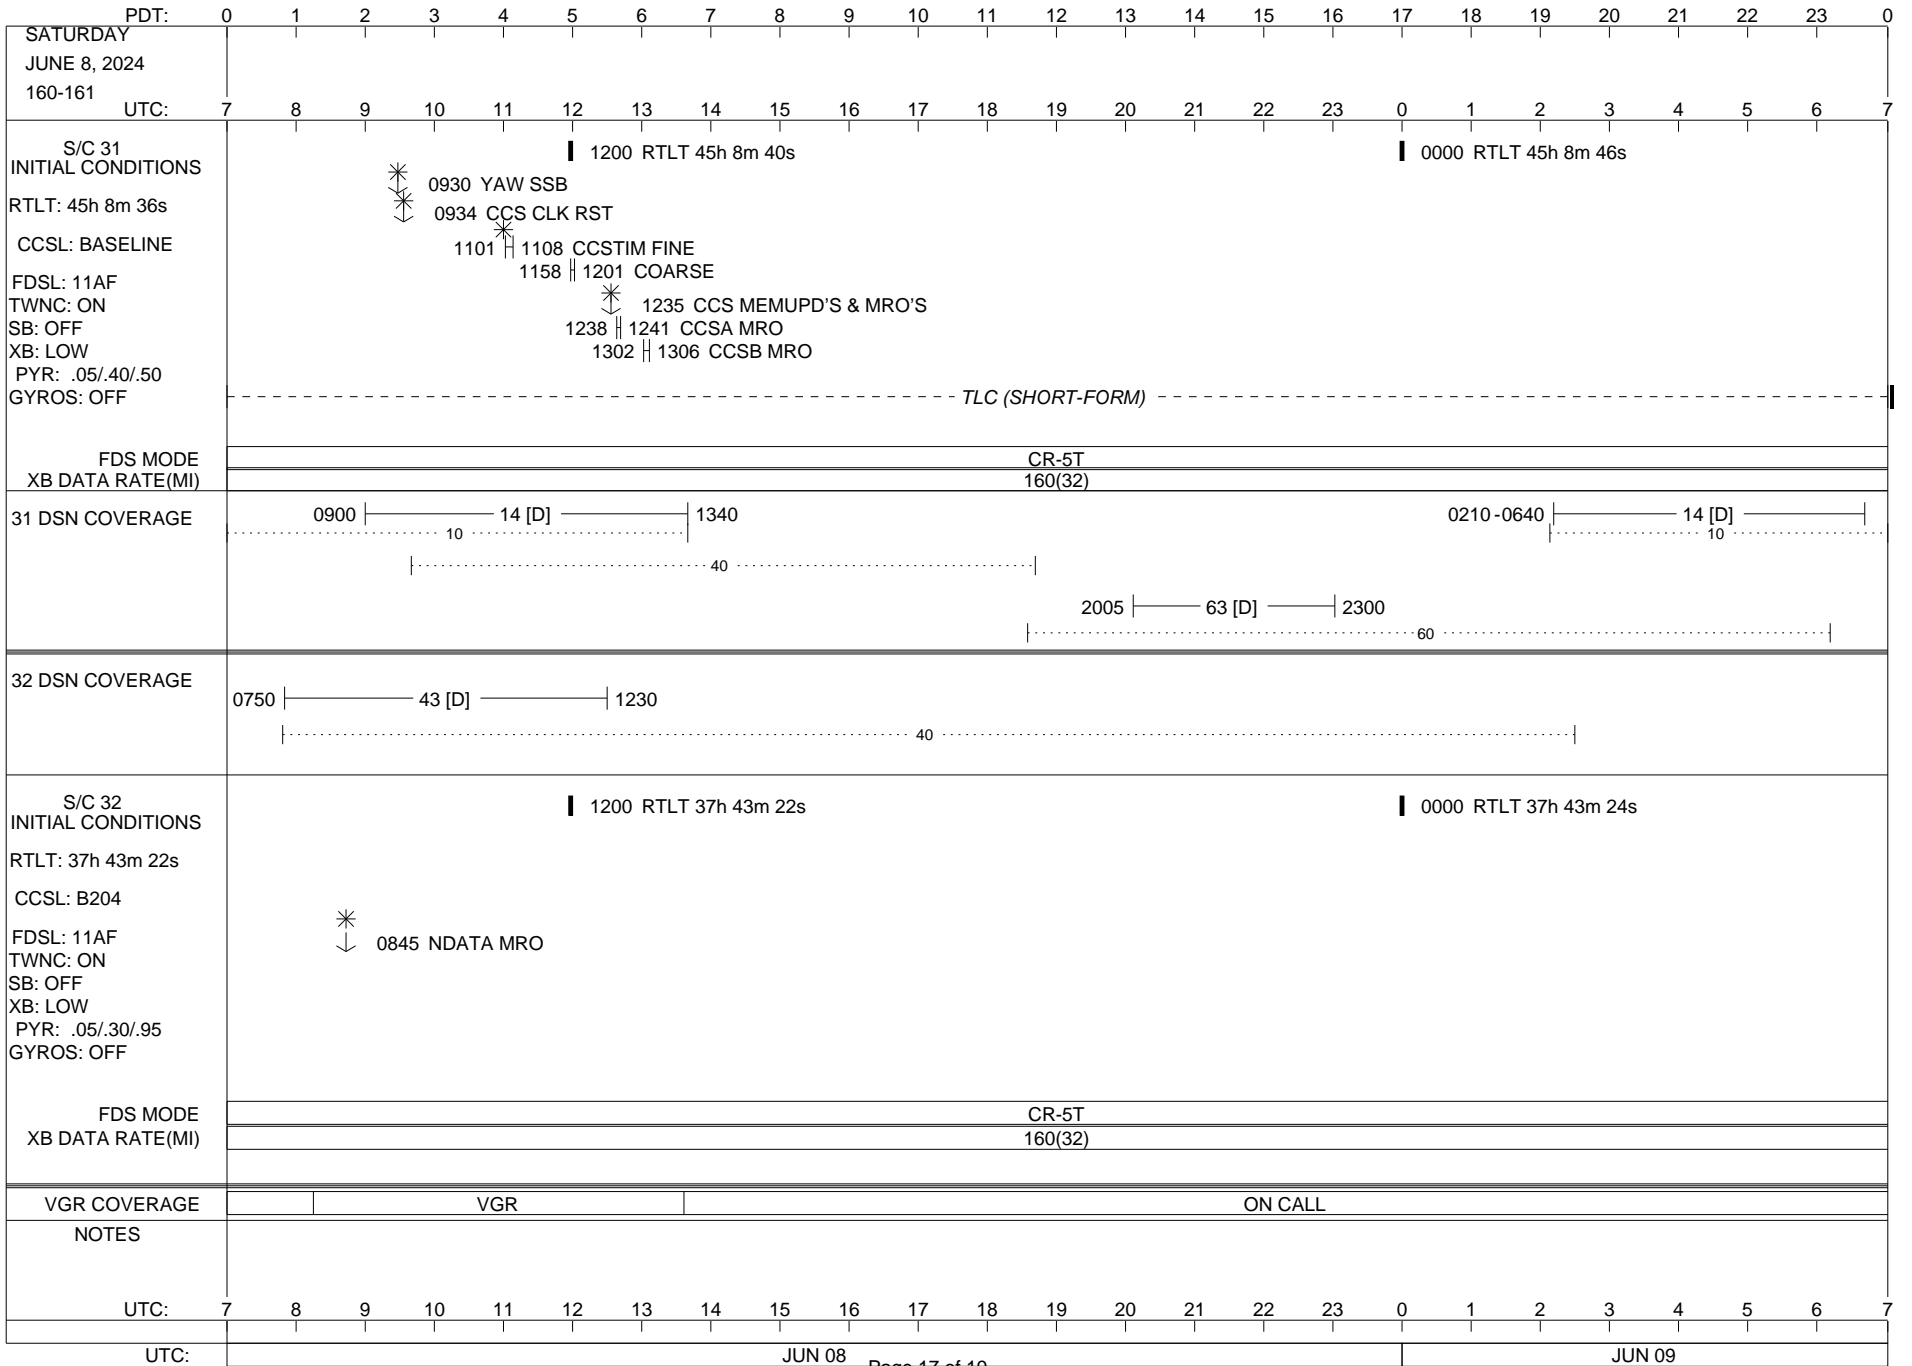 PDT: 0 1 2 3 4 5 6 7 8 9 10 11 12 13 14 15 16 17 18 19 20 21 22 23 0
SATURDAY
JUNE 8, 2024
160-161
UTC: 7 8 9 10 11 12 13 14 15 16 17 18 19 20 21 22 23 0 1 2 3 4 5 6 7
S/C 31
INITIAL CONDITIONS
RTLT: 45h 8m 36s
CCSL: BASELINE
FDSL: 11AF
TWNC: ON
SB: OFF
XB: LOW
PYR: .05/.40/.50
GYROS: OFF
1200 RTLT 45h 8m 40s
0000 RTLT 45h 8m 46s
0930 YAW SSB
0934 CCS CLK RST
1101 1108 CCSTIM FINE
1158 1201 COARSE
1235 CCS MEMUPD'S & MRO'S
1238 1241 CCSA MRO
1302 1306 CCSB MRO
TLC (SHORT-FORM)
FDS MODE CR-5T
XB DATA RATE(MI) 160(32)
31 DSN COVERAGE
0900 14 [D] 1340
0210-0640 14 [D]
10
10
40
2005 63 [D] 2300
60
32 DSN COVERAGE
0750 43 [D] 1230
40
S/C 32
INITIAL CONDITIONS
RTLT: 37h 43m 22s
CCSL: B204
FDSL: 11AF
TWNC: ON
SB: OFF
XB: LOW
PYR: .05/.30/.95
GYROS: OFF
1200 RTLT 37h 43m 22s
0000 RTLT 37h 43m 24s
0845 NDATA MRO
FDS MODE CR-5T
XB DATA RATE(MI) 160(32)
VGR COVERAGE VGR ON CALL
NOTES
UTC: 7 8 9 10 11 12 13 14 15 16 17 18 19 20 21 22 23 0 1 2 3 4 5 6 7
UTC: JUN 08 JUN 09
Page 17 of 19